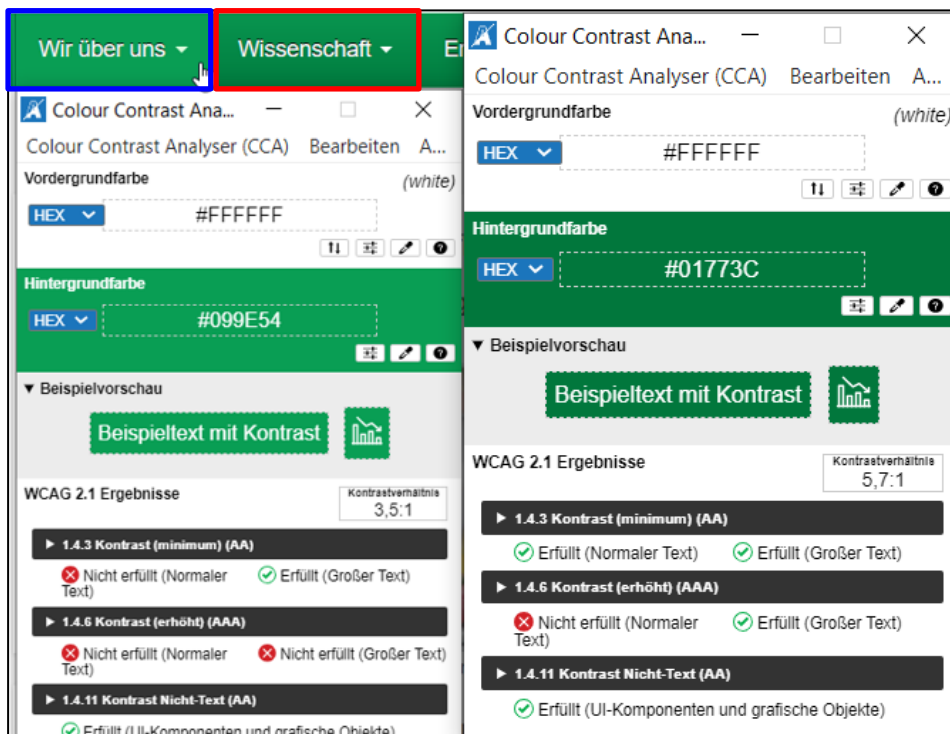 Wir über uns
Wissenschaft
Colour Contrast Ana...
Colour Contrast Analyser (CCA) Bearbeiten A...
Vordergrundfarbe
(white)
HEX #FFFFFF
Hintergrundfarbe
HEX #099E54
▼ Beispielvorschau
Beispieltext mit Kontrast
WCAG 2.1 Ergebnisse
Kontrastverhältnis
3,5:1
▶ 1.4.3 Kontrast (minimum) (AA)
Nicht erfüllt (Normaler
Text)
Erfüllt (Großer Text)
▶ 1.4.6 Kontrast (erhöht) (AAA)
Nicht erfüllt (Normaler
Text)
Nicht erfüllt (Großer Text)
▶ 1.4.11 Kontrast Nicht-Text (AA)
Erfüllt (UI-Komponenten und grafische Objekte)
Colour Contrast Ana...
Colour Contrast Analyser (CCA) Bearbeiten A...
Vordergrundfarbe
(white)
HEX #FFFFFF
Hintergrundfarbe
HEX #01773C
▼ Beispielvorschau
Beispieltext mit Kontrast
WCAG 2.1 Ergebnisse
Kontrastverhältnis
5,7:1
▶ 1.4.3 Kontrast (minimum) (AA)
Erfüllt (Normaler Text)
Erfüllt (Großer Text)
▶ 1.4.6 Kontrast (erhöht) (AAA)
Nicht erfüllt (Normaler
Text)
Erfüllt (Großer Text)
▶ 1.4.11 Kontrast Nicht-Text (AA)
Erfüllt (UI-Komponenten und grafische Objekte)